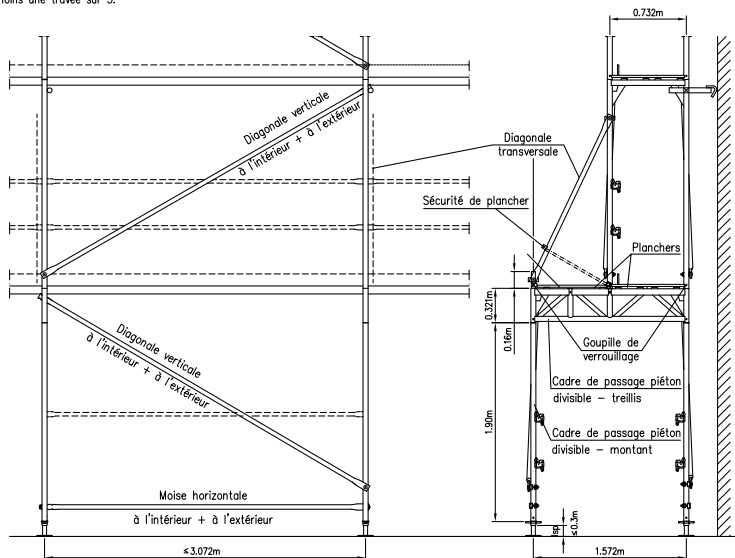 moins une travée sur 5.
0.732m
Diagonale verticale
à l'intérieur + à l'extérieur
Diagonale
transversale
Sécurité de plancher
Planchers
0.321m
0.16m
Goupille de
verrouillage
Diagonale verticale
à l'intérieur + à l'extérieur
Cadre de passage piéton
divisible – treillis
1.90m
Cadre de passage piéton
divisible – montant
Moise horizontale
à l'intérieur + à l'extérieur
lsp
≤0.3m
≤3.072m
1.572m